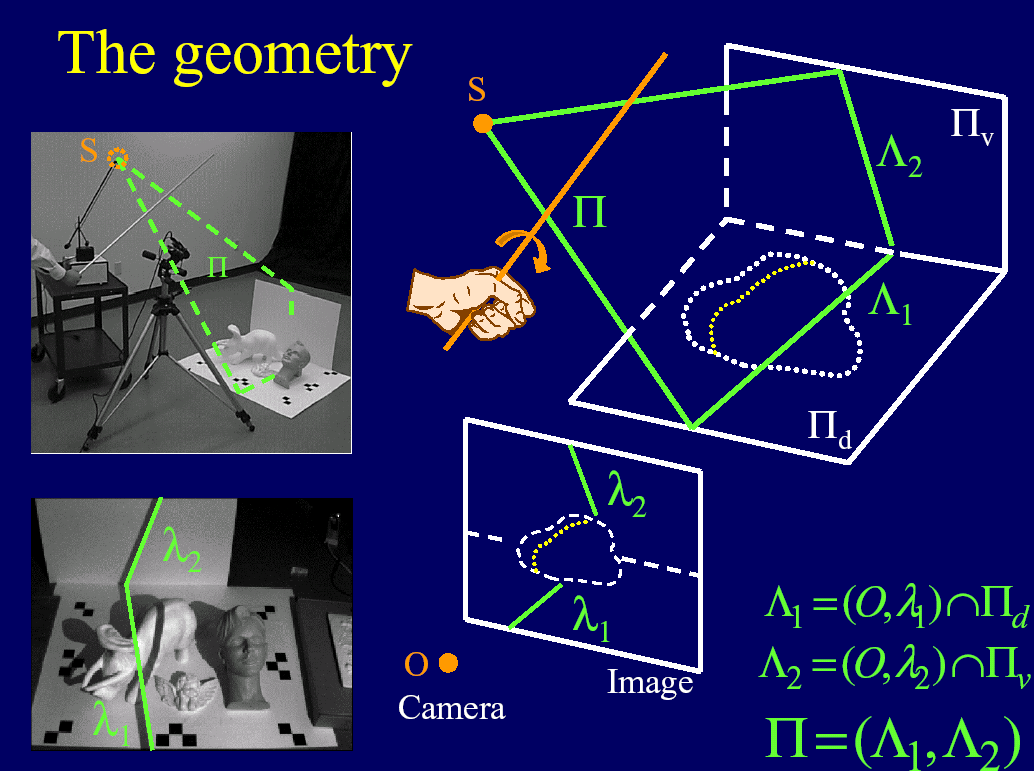 The geometry
S
Π
S
Π
Πv
Λ2
Λ1
Πd
λ2
λ1
λ2
λ1
O
Camera
Image
Λ1=(O,λ1)∩Πd
Λ2=(O,λ2)∩Πv
Π=(Λ1,Λ2)